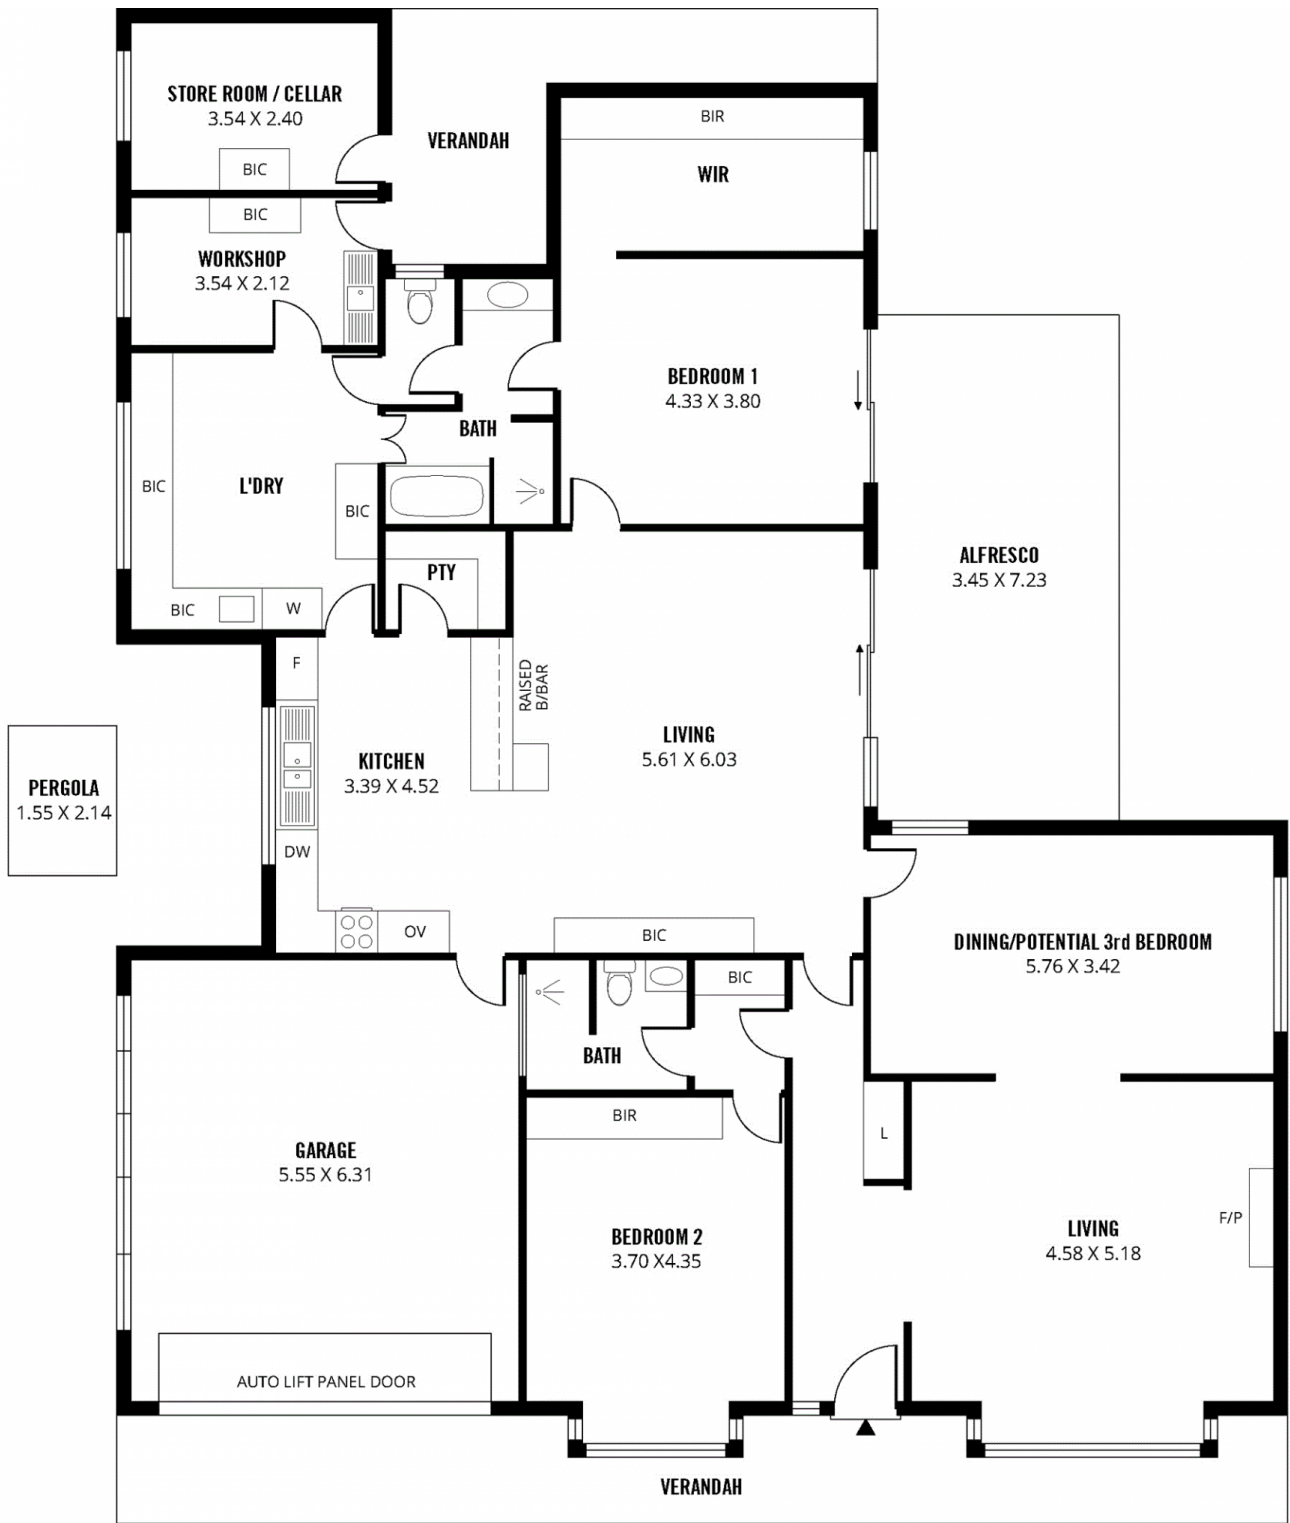 STORE ROOM / CELLAR
3.54 X 2.40
BIC
VERANDAH
BIR
WIR
BIC
WORKSHOP
3.54 X 2.12
BEDROOM 1
4.33 X 3.80
BATH
BIC
L'DRY
BIC
PTY
BIC
W
ALFRESCO
3.45 X 7.23
F
RAISED
B/BAR
KITCHEN
3.39 X 4.52
LIVING
5.61 X 6.03
PERGOLA
1.55 X 2.14
DW
OV
BIC
DINING/POTENTIAL 3rd BEDROOM
5.76 X 3.42
BIC
BATH
BIR
L
GARAGE
5.55 X 6.31
BEDROOM 2
3.70 X4.35
LIVING
4.58 X 5.18
F/P
AUTO LIFT PANEL DOOR
VERANDAH